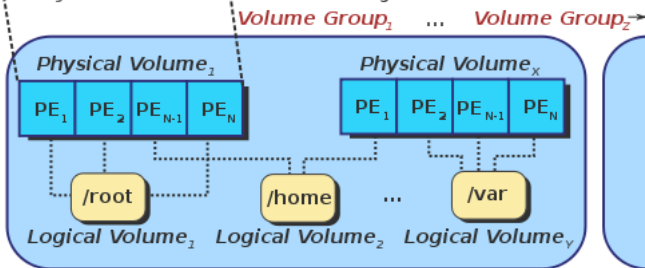 Volume Group1 ... Volume GroupZ
Physical Volume1 Physical VolumeX
PE1 PE2 PEN-1 PEN PE1 PE2 PEN-1 PEN
/root /home ... /var
Logical Volume1 Logical Volume2 Logical VolumeY